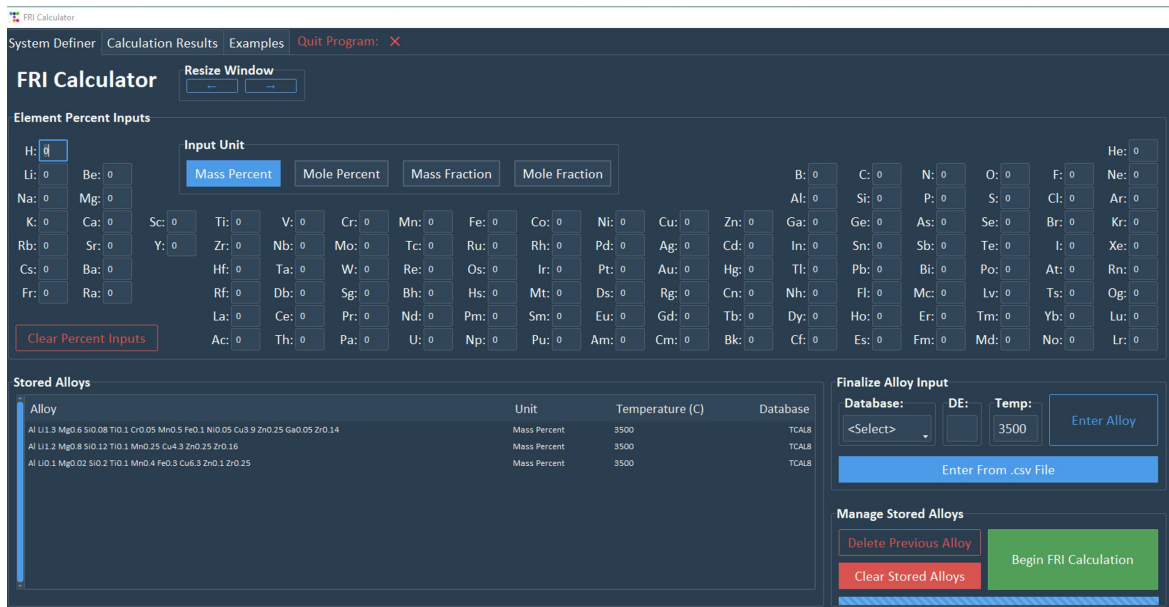 FRI Calculator
System Definer Calculation Results Examples Quit Program: ×
FRI Calculator
Resize Window
← →
Element Percent Inputs
Input Unit
H: 0 He: 0
Mass Percent Mole Percent Mass Fraction Mole Fraction
Li: 0 Be: 0 B: 0 C: 0 N: 0 O: 0 F: 0 Ne: 0
Na: 0 Mg: 0 Al: 0 Si: 0 P: 0 S: 0 Cl: 0 Ar: 0
K: 0 Ca: 0 Sc: 0 Ti: 0 V: 0 Cr: 0 Mn: 0 Fe: 0 Co: 0 Ni: 0 Cu: 0 Zn: 0 Ga: 0 Ge: 0 As: 0 Se: 0 Br: 0 Kr: 0
Rb: 0 Sr: 0 Y: 0 Zr: 0 Nb: 0 Mo: 0 Tc: 0 Ru: 0 Rh: 0 Pd: 0 Ag: 0 Cd: 0 In: 0 Sn: 0 Sb: 0 Te: 0 I: 0 Xe: 0
Cs: 0 Ba: 0 Hf: 0 Ta: 0 W: 0 Re: 0 Os: 0 Ir: 0 Pt: 0 Au: 0 Hg: 0 Tl: 0 Pb: 0 Bi: 0 Po: 0 At: 0 Rn: 0
Fr: 0 Ra: 0 Rf: 0 Db: 0 Sg: 0 Bh: 0 Hs: 0 Mt: 0 Ds: 0 Rg: 0 Cn: 0 Nh: 0 Fl: 0 Mc: 0 Lv: 0 Ts: 0 Og: 0
La: 0 Ce: 0 Pr: 0 Nd: 0 Pm: 0 Sm: 0 Eu: 0 Gd: 0 Tb: 0 Dy: 0 Ho: 0 Er: 0 Tm: 0 Yb: 0 Lu: 0
Clear Percent Inputs Ac: 0 Th: 0 Pa: 0 U: 0 Np: 0 Pu: 0 Am: 0 Cm: 0 Bk: 0 Cf: 0 Es: 0 Fm: 0 Md: 0 No: 0 Lr: 0
Stored Alloys
Alloy Unit Temperature (C) Database
Al Li1.3 Mg0.6 Si0.08 Ti0.1 Cr0.05 Mn0.5 Fe0.1 Ni0.05 Cu3.9 Zn0.25 Ga0.05 Zr0.14 Mass Percent 3500 TCAL8
Al Li1.2 Mg0.8 Si0.12 Ti0.1 Mn0.25 Cu4.3 Zn0.25 Zr0.16 Mass Percent 3500 TCAL8
Al Li0.1 Mg0.02 Si0.2 Ti0.1 Mn0.4 Fe0.3 Cu6.3 Zn0.1 Zr0.25 Mass Percent 3500 TCAL8
Finalize Alloy Input
Database: DE: Temp:
<Select> 3500 Enter Alloy
Enter From .csv File
Manage Stored Alloys
Delete Previous Alloy
Begin FRI Calculation
Clear Stored Alloys